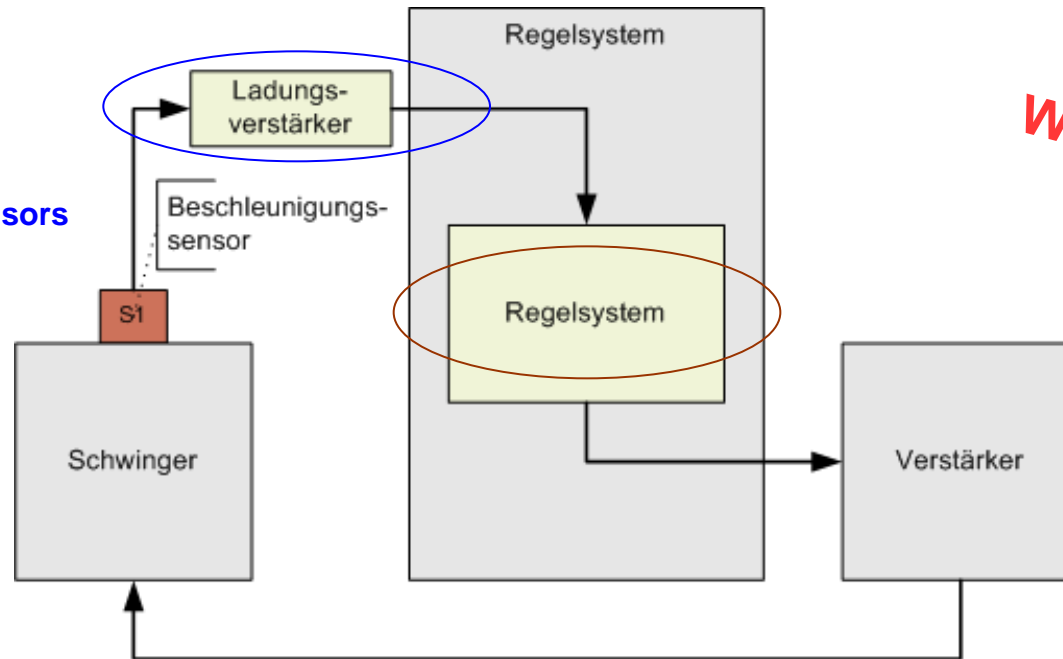 Regelsystem
Ladungs-
verstärker
W
sors
Beschleunigungs-
sensor
S1
Regelsystem
Schwinger
Verstärker